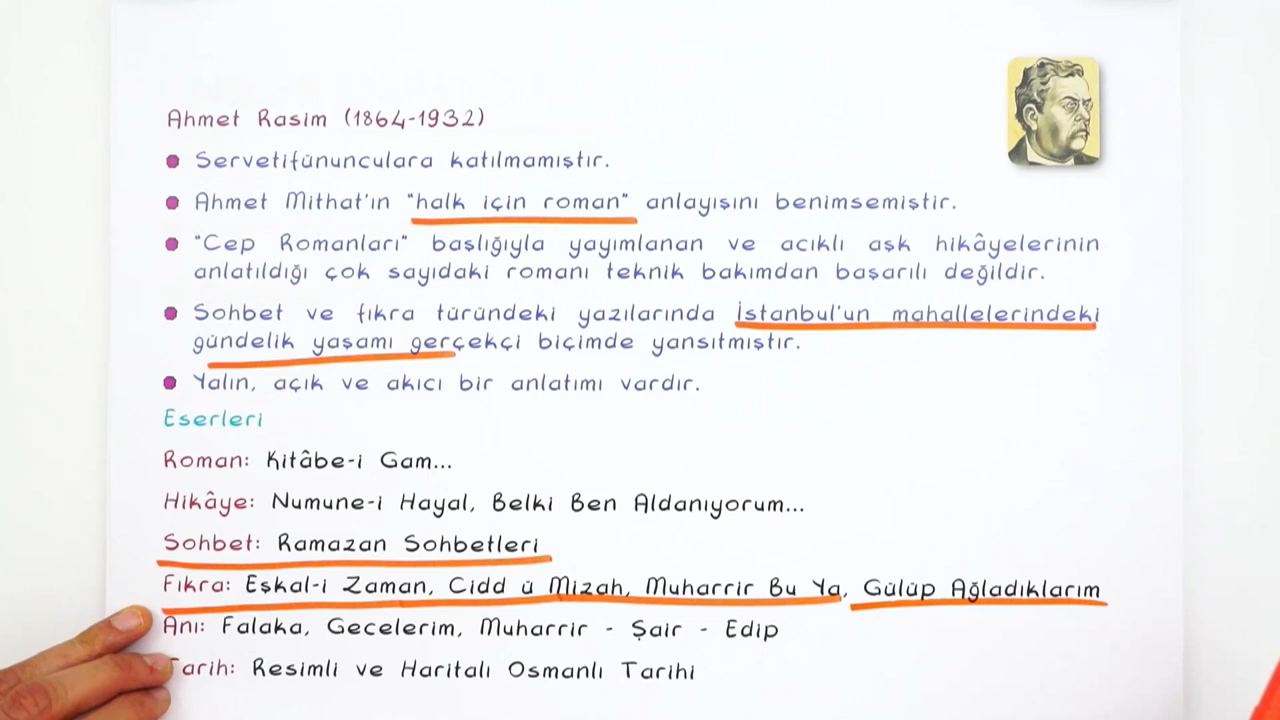 Ahmet Rasim (1864-1932)
Servetifünunculara katılmamıştır.
Ahmet Mithat'ın "halk için roman" anlayışını benimsemiştir.
"Cep Romanları" başlığıyla yayımlanan ve acıklı aşk hikâyelerinin
anlatıldığı çok sayıdaki romanı teknik bakımdan başarılı değildir.
Sohbet ve fıkra türündeki yazılarında İstanbul'un mahallelerindeki
gündelik yaşamı gerçekçi biçimde yansıtmıştır.
Yalın, açık ve akıcı bir anlatımı vardır.
Eserleri
Roman: Kitâbe-i Gam...
Hikâye: Numune-i Hayal, Belki Ben Aldanıyorum...
Sohbet: Ramazan Sohbetleri
Fıkra: Eşkal-i Zaman, Cidd ü Mizah, Muharrir Bu Ya, Gülüp Ağladıklarım
Anı: Falaka, Gecelerim, Muharrir - Şair - Edip
Tarih: Resimli ve Haritalı Osmanlı Tarihi